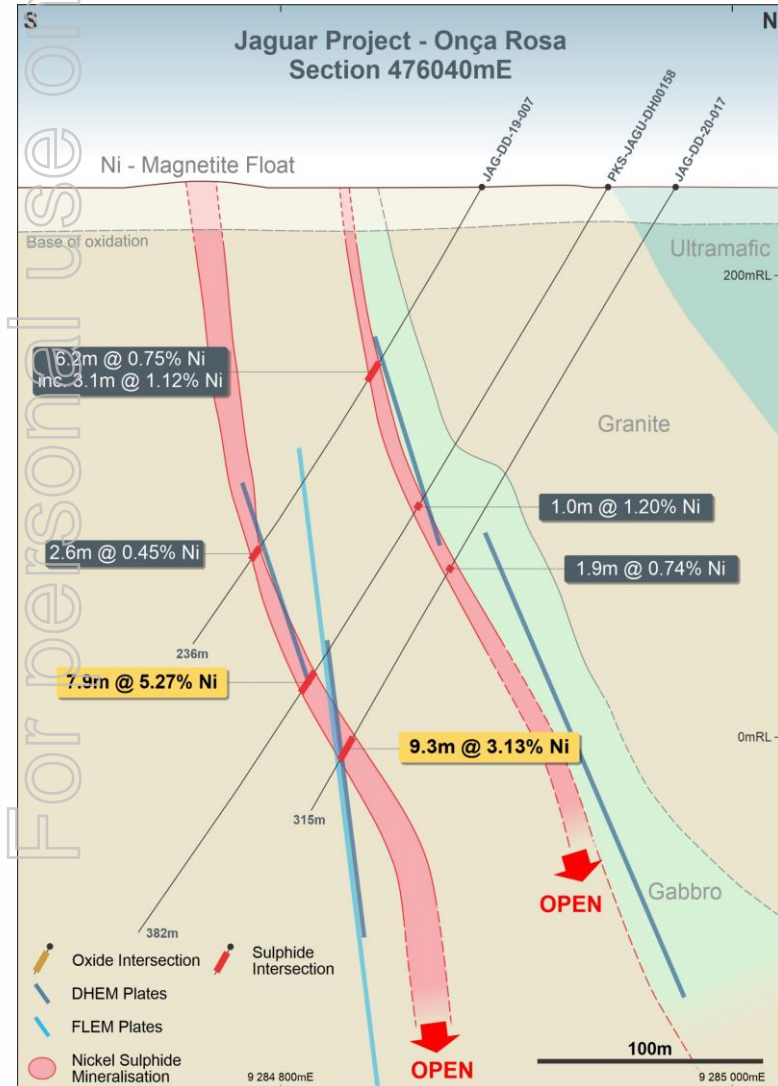 S
N
Jaguar Project - Onça Rosa
Section 476040mE
JAG-DD-19-007
PKS-JAGU-DH00158
JAG-DD-20-017
Ni - Magnetite Float
Base of oxidation
Ultramafic
200mRL
6.2m @ 0.75% Ni
inc. 3.1m @ 1.12% Ni
Granite
1.0m @ 1.20% Ni
2.6m @ 0.45% Ni
1.9m @ 0.74% Ni
236m
7.9m @ 5.27% Ni
9.3m @ 3.13% Ni
0mRL
315m
OPEN
Gabbro
382m
Oxide Intersection
Sulphide
Intersection
DHEM Plates
FLEM Plates
Nickel Sulphide
Mineralisation
OPEN
100m
9 284 800mE
9 285 000mE
For personal use on